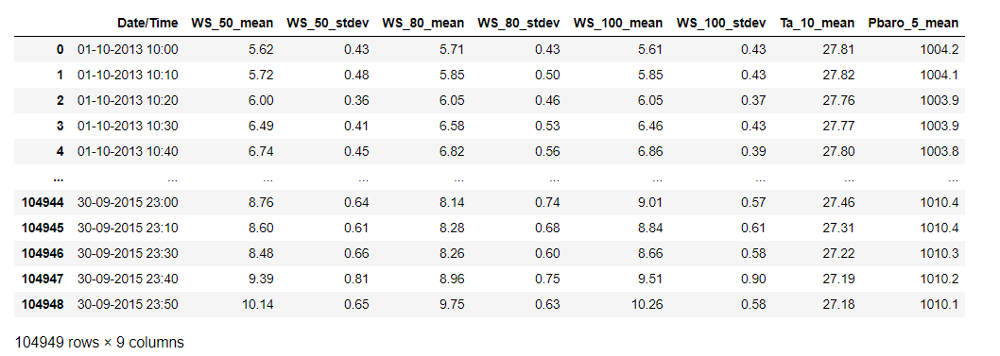 Date/Time WS_50_mean WS_50_stdev WS_80_mean WS_80_stdev WS_100_mean WS_100_stdev Ta_10_mean Pbaro_5_mean
0 01-10-2013 10:00 5.62 0.43 5.71 0.43 5.61 0.43 27.81 1004.2
1 01-10-2013 10:10 5.72 0.48 5.85 0.50 5.85 0.43 27.82 1004.1
2 01-10-2013 10:20 6.00 0.36 6.05 0.46 6.05 0.37 27.76 1003.9
3 01-10-2013 10:30 6.49 0.41 6.58 0.53 6.46 0.43 27.77 1003.9
4 01-10-2013 10:40 6.74 0.45 6.82 0.56 6.86 0.39 27.80 1003.8
... ... ... ... ... ... ... ... ... ...
104944 30-09-2015 23:00 8.76 0.64 8.14 0.74 9.01 0.57 27.46 1010.4
104945 30-09-2015 23:10 8.60 0.61 8.28 0.68 8.84 0.61 27.31 1010.4
104946 30-09-2015 23:30 8.48 0.66 8.26 0.60 8.66 0.58 27.22 1010.3
104947 30-09-2015 23:40 9.39 0.81 8.96 0.75 9.51 0.90 27.19 1010.2
104948 30-09-2015 23:50 10.14 0.65 9.75 0.63 10.26 0.58 27.18 1010.1
104949 rows × 9 columns